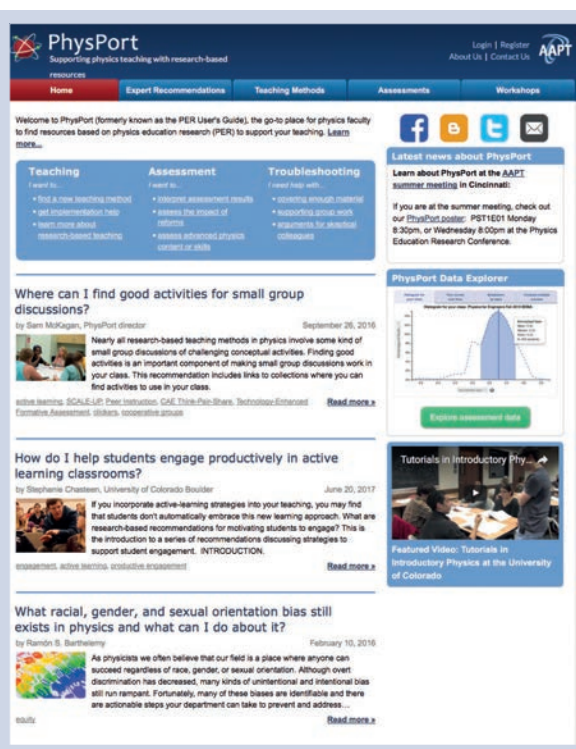 PhysPort
Supporting physics teaching with research-based
resources
Login | Register
About Us | Contact Us
AAPT
Home
Expert Recommendations
Teaching Methods
Assessments
Workshops
Welcome to PhysPort (formerly known as the PER User's Guide), the go-to place for physics faculty
to find resources based on physics education research (PER) to support your teaching. Learn
more...
Teaching
I want to...
• find a new teaching method
• get implementation help
• learn more about
research-based teaching
Assessment
I want to...
• interpret assessment results
• assess the impact of
reforms
• assess advanced physics
content or skills
Troubleshooting
I need help with...
• covering enough material
• supporting group work
• arguments for skeptical
colleagues
Where can I find good activities for small group
discussions?
by Sam McKagan, PhysPort director
September 26, 2016
Nearly all research-based teaching methods in physics involve some kind of
small group discussions of challenging conceptual activities. Finding good
activities is an important component of making small group discussions work in
your class. This recommendation includes links to collections where you can
find activities to use in your class.
active learning, SCALE-UP, Peer Instruction, CAE Think-Pair-Share, Technology-Enhanced
Formative Assessment, clickers, cooperative groups
Read more »
How do I help students engage productively in active
learning classrooms?
by Stephanie Chasteen, University of Colorado Boulder
June 20, 2017
If you incorporate active-learning strategies into your teaching, you may find
that students don't automatically embrace this new learning approach. What are
research-based recommendations for motivating students to engage? This is
the introduction to a series of recommendations discussing strategies to
support student engagement. INTRODUCTION.
engagement, active learning, productive engagement
Read more »
What racial, gender, and sexual orientation bias still
exists in physics and what can I do about it?
by Ramón S. Barthelemy
February 10, 2016
As physicists we often believe that our field is a place where anyone can
succeed regardless of race, gender, or sexual orientation. Although overt
discrimination has decreased, many kinds of unintentional and intentional bias
still run rampant. Fortunately, many of these biases are identifiable and there
are actionable steps your department can take to prevent and address…
equity
Read more »
Latest news about PhysPort
Learn about PhysPort at the AAPT
summer meeting in Cincinnati:
If you are at the summer meeting, check out
our PhysPort poster: PST1E01 Monday
8:30pm, or Wednesday 8:00pm at the Physics
Education Research Conference.
PhysPort Data Explorer
Explore assessment data
Tutorials in Introductory Phy...
Featured Video: Tutorials in
Introductory Physics at the University
of Colorado